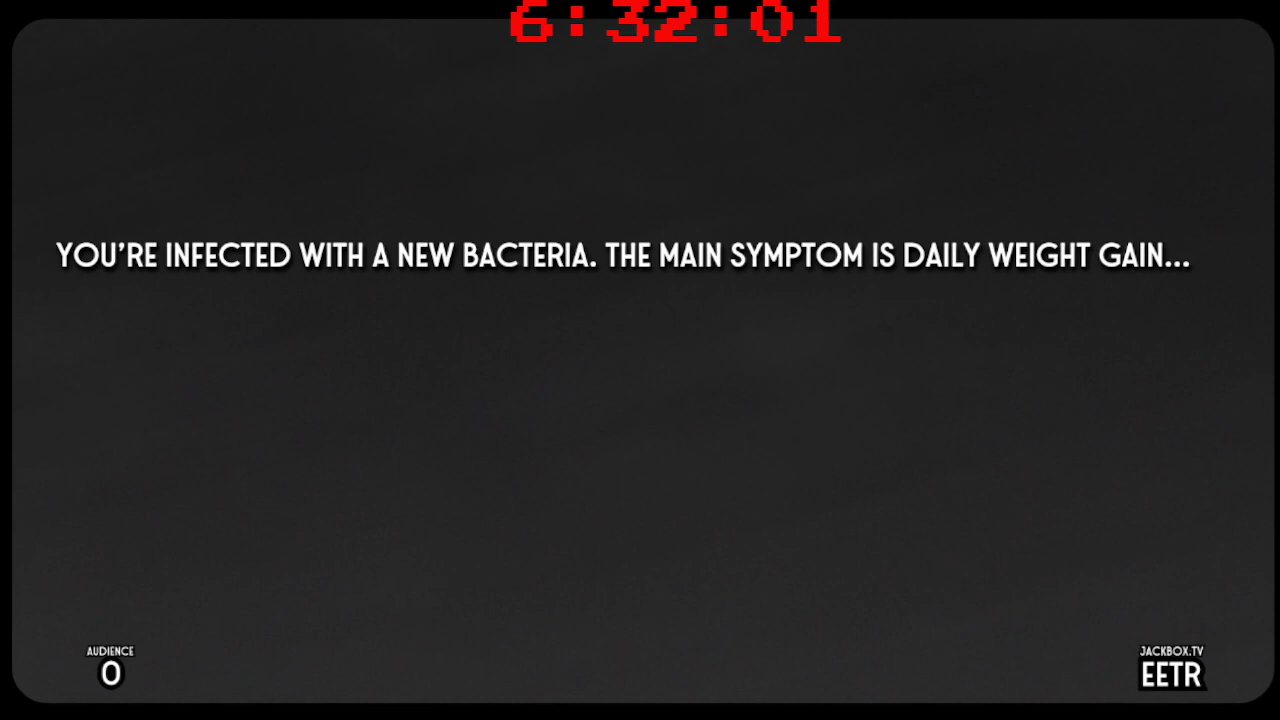 6:32:01
YOU'RE INFECTED WITH A NEW BACTERIA. THE MAIN SYMPTOM IS DAILY WEIGHT GAIN...
AUDIENCE
0
JACKBOX.TV
EETR